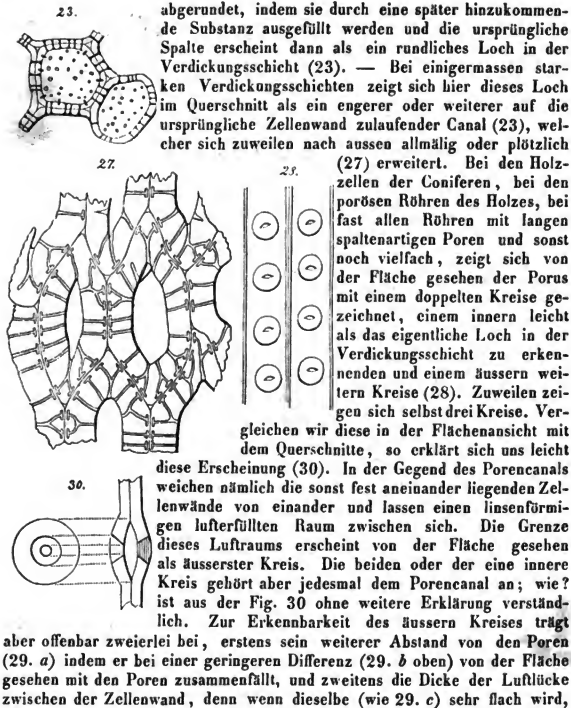 23.
abgerundet, indem sie durch eine später hinzukommen-
de Substanz ausgefüllt werden und die ursprüngliche
Spalte erscheint dann als ein rundliches Loch in der
Verdickungsschicht (23). — Bei einigermassen star-
ken Verdickungsschichten zeigt sich hier dieses Loch
im Querschnitt als ein engerer oder weiterer auf die
ursprüngliche Zellenwand zulaufender Canal (23), wel-
cher sich zuweilen nach aussen allmälig oder plötzlich
27.
28.
(27) erweitert. Bei den Holz-
zellen der Coniferen, bei den
porösen Röhren des Holzes, bei
fast allen Röhren mit langen
spaltenartigen Poren und sonst
noch vielfach, zeigt sich von
der Fläche gesehen der Porus
mit einem doppelten Kreise ge-
zeichnet, einem innern leicht
als das eigentliche Loch in der
Verdickungsschicht zu erken-
nenden und einem äussern wei-
tern Kreise (28). Zuweilen zei-
gen sich selbst drei Kreise. Ver-
gleichen wir diese in der Flächenansicht mit
dem Querschnitte, so erklärt sich uns leicht
diese Erscheinung (30). In der Gegend des Porencanals
30.
weichen nämlich die sonst fest aneinander liegenden Zel-
lenwände von einander und lassen einen linsenförmi-
gen lufterfüllten Raum zwischen sich. Die Grenze
dieses Luftraums erscheint von der Fläche gesehen
als äusserster Kreis. Die beiden oder der eine innere
Kreis gehört aber jedesmal dem Porencanal an; wie?
ist aus der Fig. 30 ohne weitere Erklärung verständ-
lich. Zur Erkennbarkeit des äussern Kreises trägt
aber offenbar zweierlei bei, erstens sein weiterer Abstand von den Poren
(29. a) indem er bei einer geringeren Differenz (29. b oben) von der Fläche
gesehen mit den Poren zusammenfällt, und zweitens die Dicke der Luftlücke
zwischen der Zellenwand, denn wenn dieselbe (wie 29. c) sehr flach wird,